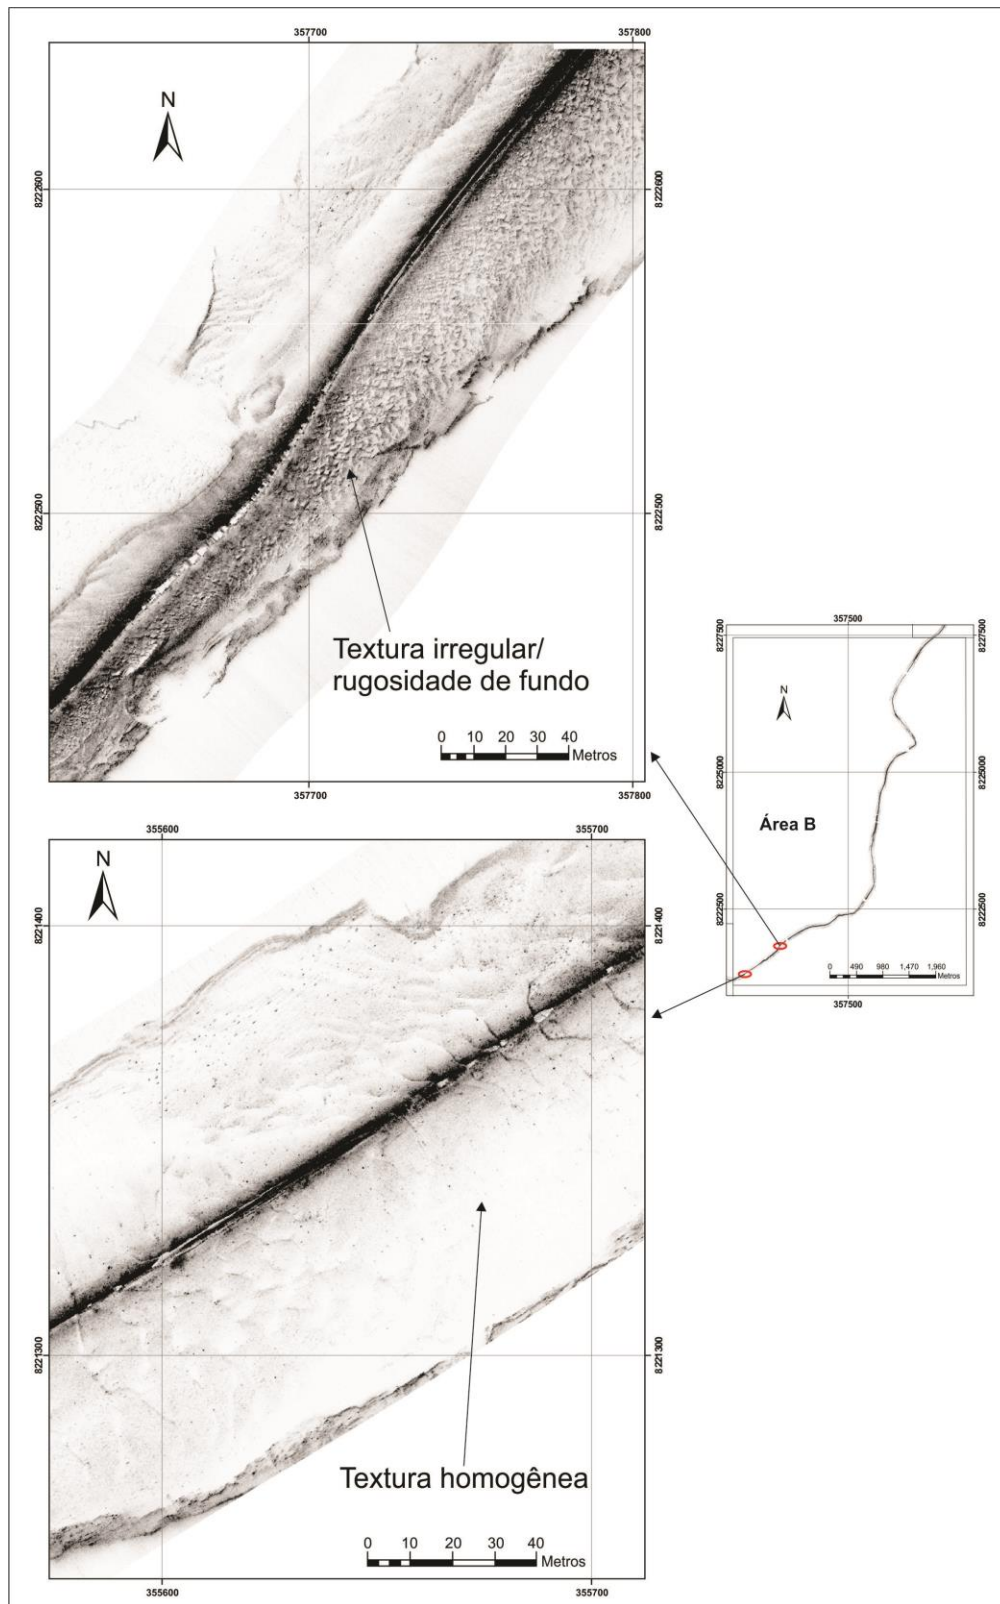 357700
357800
N
8222600
8222600
8222500
8222500
Textura irregular/
rugosidade de fundo
0 10 20 30 40
Metros
357700
357800
355600
355700
N
8221400
8221400
8221300
8221300
Textura homogênea
0 10 20 30 40
Metros
355600
355700
357500
8227500
8227500
N
8225000
8225000
Área B
8222500
8222500
0 490 980 1,470 1,960
Metros
357500